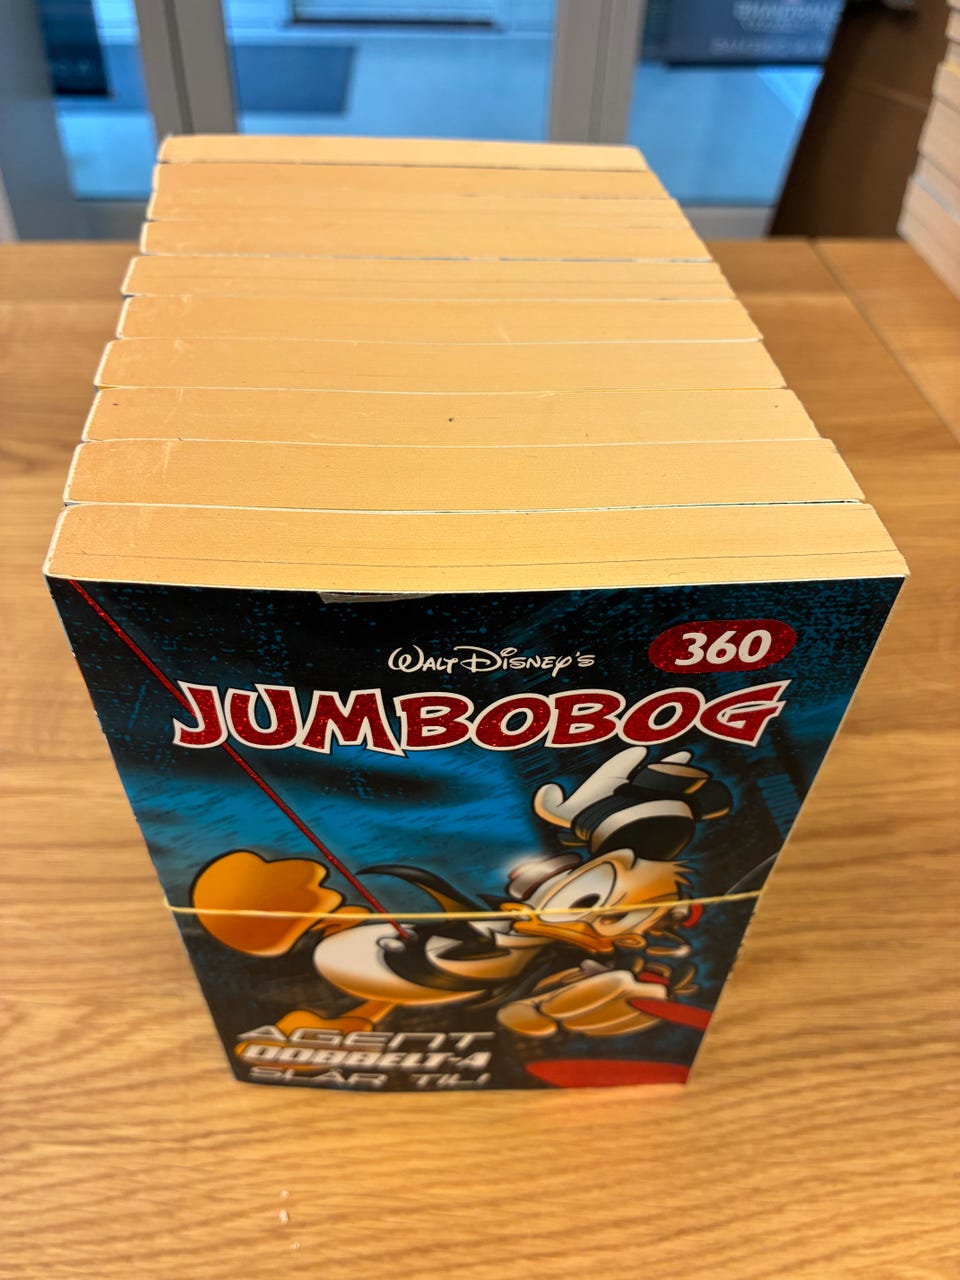 WALT DISNEY'S
360
JUMBOBOG
AGENT
DOBBELT-A
SLÅR TIL!